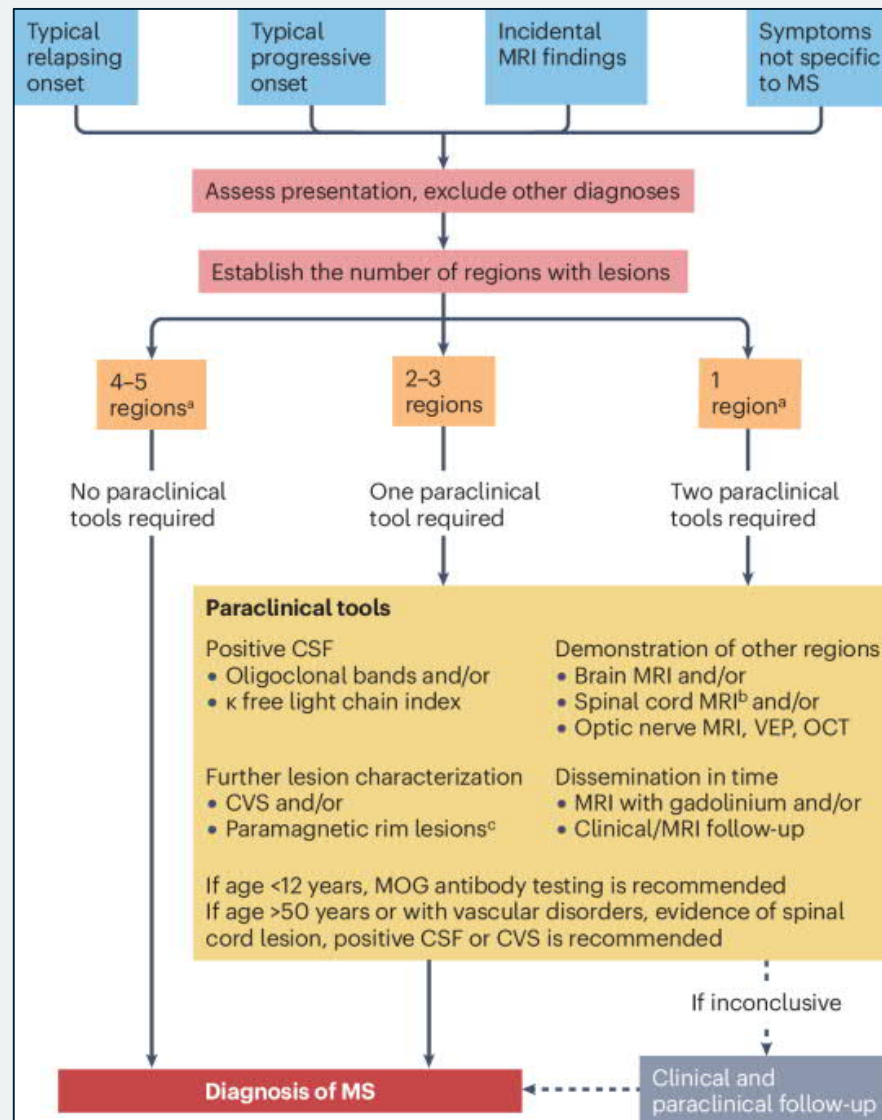 Typical
relapsing
onset
Typical
progressive
onset
Incidental
MRI findings
Symptoms
not specific
to MS
Assess presentation, exclude other diagnoses
Establish the number of regions with lesions
4–5
regionsᵃ
2–3
regions
1
regionᵃ
No paraclinical
tools required
One paraclinical
tool required
Two paraclinical
tools required
Paraclinical tools
Positive CSF
• Oligoclonal bands and/or
• κ free light chain index
Demonstration of other regions
• Brain MRI and/or
• Spinal cord MRIᵇ and/or
• Optic nerve MRI, VEP, OCT
Further lesion characterization
• CVS and/or
• Paramagnetic rim lesionsᶜ
Dissemination in time
• MRI with gadolinium and/or
• Clinical/MRI follow-up
If age <12 years, MOG antibody testing is recommended
If age >50 years or with vascular disorders, evidence of spinal
cord lesion, positive CSF or CVS is recommended
If inconclusive
Diagnosis of MS
Clinical and
paraclinical follow-up